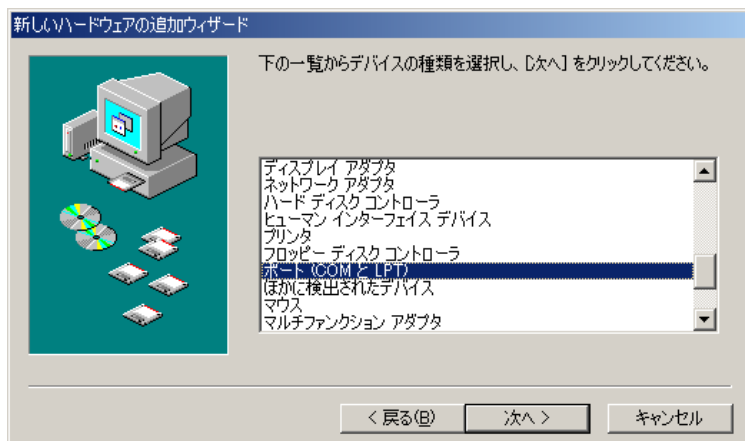 新しいハードウェアの追加ウィザード
下の一覧からデバイスの種類を選択し、[次へ] をクリックしてください。
ディスプレイ アダプタ
ネットワーク アダプタ
ハード ディスク コントローラ
ヒューマン インターフェイス デバイス
プリンタ
フロッピー ディスク コントローラ
ポート (COM と LPT)
ほかに検出されたデバイス
マウス
マルチファンクション アダプタ
< 戻る(B) 次へ > キャンセル